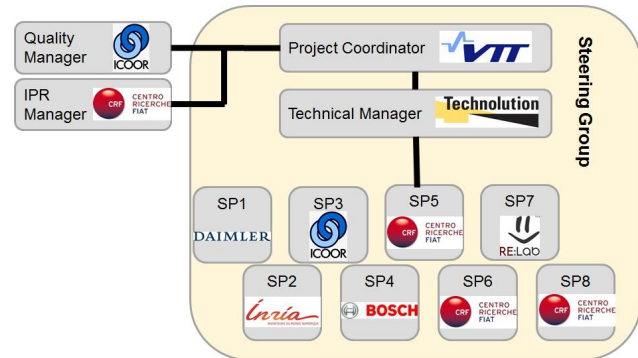 Quality
Manager
ICOOR
IPR
Manager
CRF
CENTRO
RICERCHE
FIAT
Project Coordinator
VTT
Technical Manager
Technolution
Steering Group
SP1
DAIMLER
SP3
ICOOR
SP5
CRF
CENTRO
RICERCHE
FIAT
SP7
RE:Lab
SP2
Inria
SP4
BOSCH
SP6
CRF
CENTRO
RICERCHE
FIAT
SP8
CRF
CENTRO
RICERCHE
FIAT